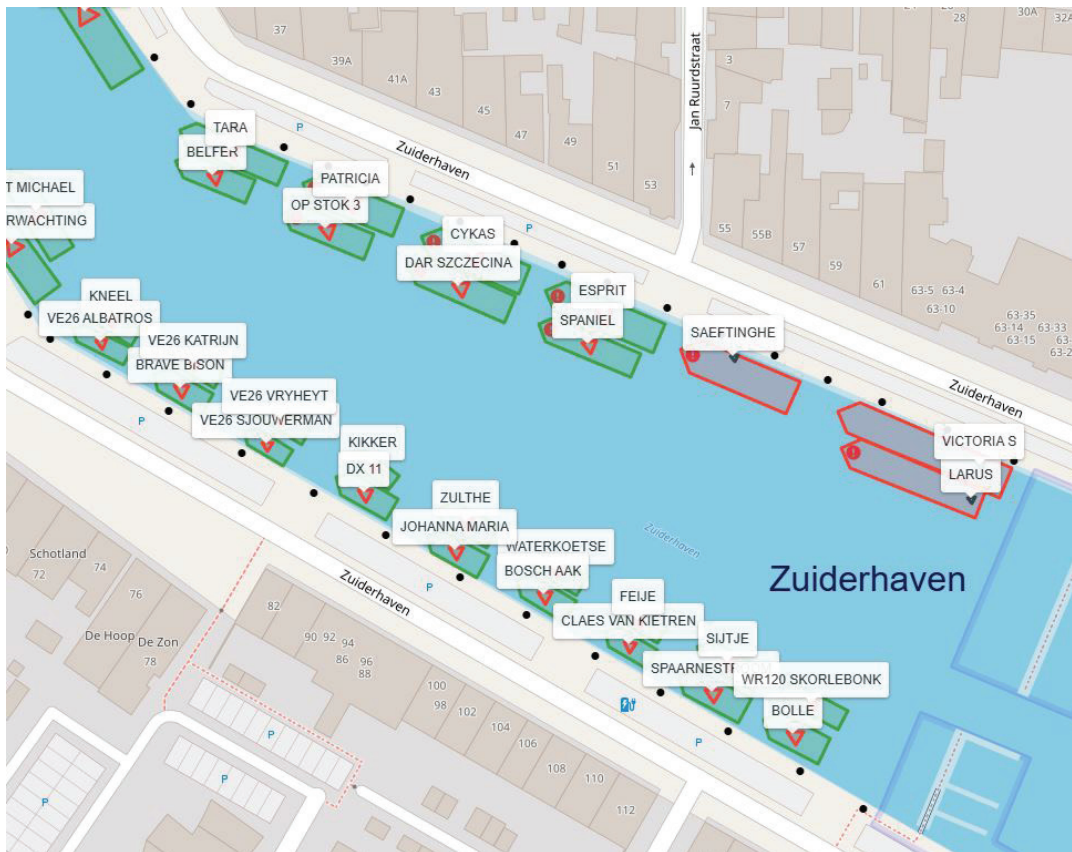 37
39A
41A
43
45
47
49
51
53
28
30A
32A
3
7
55
55B
57
59
61
63-5 63-4
63-10
63-35
63-14 63-33
63-15
Jan Ruurdstraat
→
P
Zuiderhaven
TARA
BELFER
PATRICIA
OP STOK 3
P
CYKAS
DAR SZCZECINA
ESPRIT
SPANIEL
SAEFTINGHE
Zuiderhaven
VICTORIA S
LARUS
T MICHAEL
RWACHTING
KNEEL
VE26 ALBATROS
VE26 KATRIJN
BRAVE BISON
VE26 VRYHEYT
VE26 SJOUWERMAN
P
KIKKER
DX 11
ZULTHE
JOHANNA MARIA
WATERKOETSE
BOSCH AAK
FEIJE
CLAES VAN KIETREN
SIJTJE
WR120 SKORLEBONK
BOLLE
Zuiderhaven
Zuiderhaven
Zuiderhaven
P
P
Schotland
72
74
76
De Hoop
De Zon
78
82
90 92
94
86
96
88
100
98
102
104
106
108
110
112
P
P
P